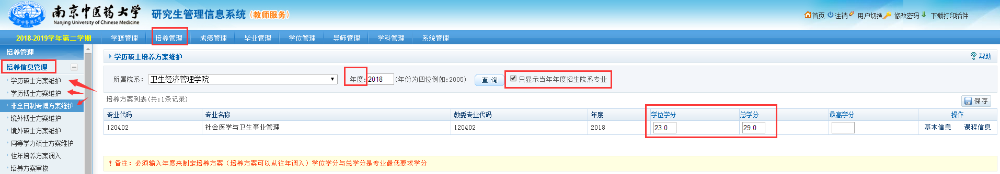 南京中医药大学
Nanjing University of Chinese Medicine
研究生管理信息系统（教师服务）
首页 注销 用户切换 修改密码 下载打印插件
2018-2019学年第二学期 学籍管理 培养管理 成绩管理 毕业管理 学位管理 导师管理 学科管理 系统管理
培养管理
培养信息管理
学历硕士方案维护
学历博士方案维护
非全日制专博方案维护
境外博士方案维护
境外硕士方案维护
同等学力硕士方案维护
往年培养方案调入
培养方案审核
学历硕士培养方案维护 帮助
所属院系： 卫生经济管理学院 年度: 2018 (年份为四位例如:2005) 查 询 只显示当年年度招生院系专业
培养方案列表(共:1条记录)
保存
专业代码 专业名称 教委专业代码 年度 学位学分 总学分 最高学分 操作
120402 社会医学与卫生事业管理 120402 2018 23.0 29.0 基本信息 课程信息
! 备注：必须输入年度来制定培养方案（培养方案可以从往年调入）学位学分与总学分是专业最低要求学分